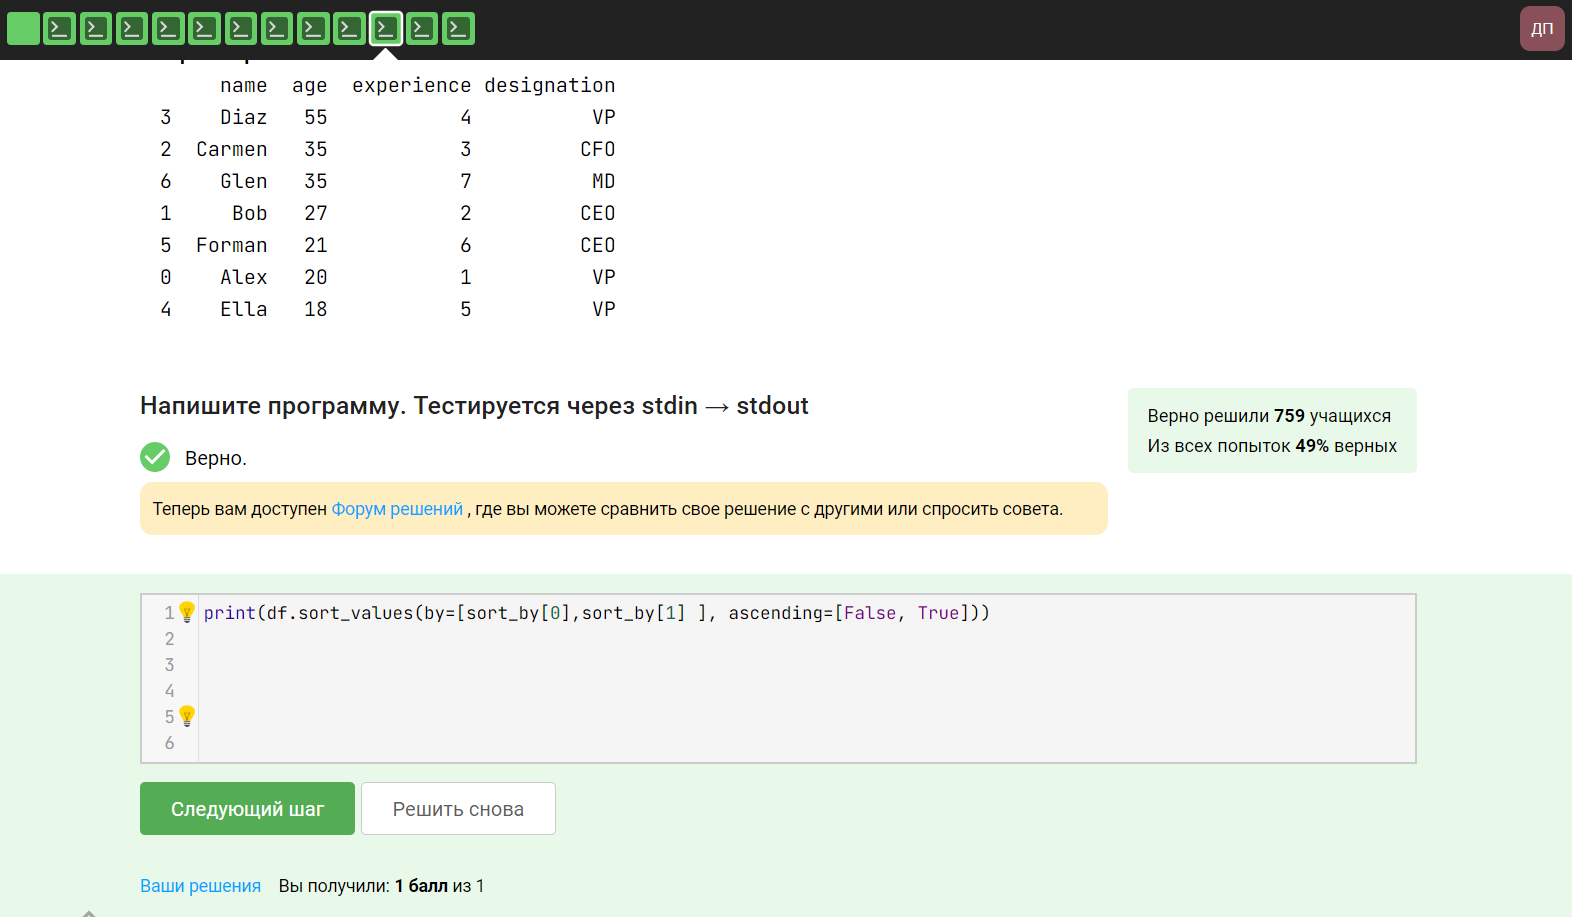 ДП
name age experience designation
3 Diaz 55 4 VP
2 Carmen 35 3 CFO
6 Glen 35 7 MD
1 Bob 27 2 CEO
5 Forman 21 6 CEO
0 Alex 20 1 VP
4 Ella 18 5 VP
Напишите программу. Тестируется через stdin → stdout
Верно решили 759 учащихся
Из всех попыток 49% верных
Верно.
Теперь вам доступен Форум решений , где вы можете сравнить свое решение с другими или спросить совета.
1 print(df.sort_values(by=[sort_by[0],sort_by[1] ], ascending=[False, True]))
2
3
4
5
6
Следующий шаг
Решить снова
Ваши решения Вы получили: 1 балл из 1